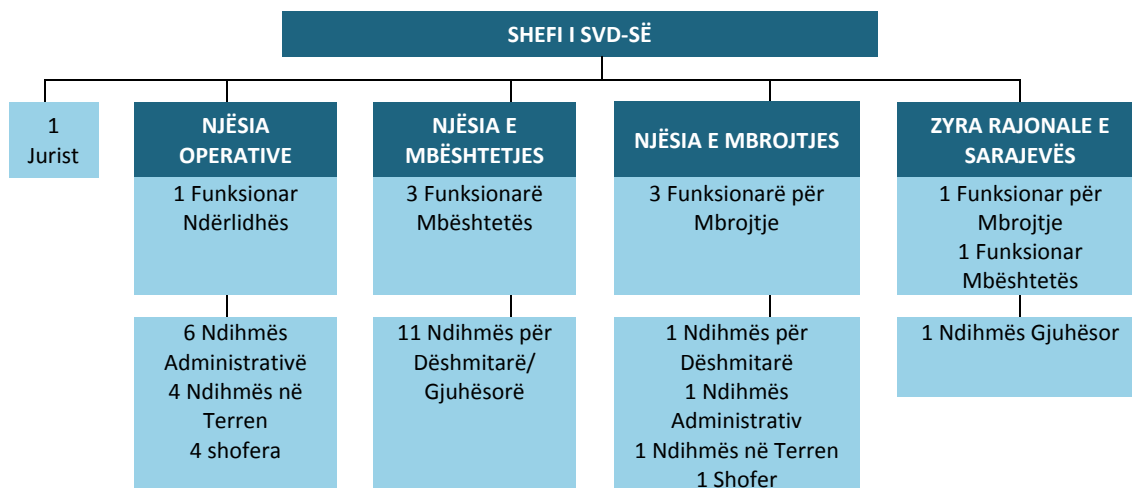 SHEFI I SVD-SË
1
Jurist
NJËSIA
OPERATIVE
1 Funksionar
Ndërlidhës
6 Ndihmës
Administrativë
4 Ndihmës në
Terren
4 shofera
NJËSIA E
MBËSHTETJES
3 Funksionarë
Mbështetës
11 Ndihmës për
Dëshmitarë/
Gjuhësorë
NJËSIA E MBROJTJES
3 Funksionarë për
Mbrojtje
1 Ndihmës për
Dëshmitarë
1 Ndihmës
Administrativ
1 Ndihmës në Terren
1 Shofer
ZYRA RAJONALE E
SARAJEVËS
1 Funksionar për
Mbrojtje
1 Funksionar
Mbështetës
1 Ndihmës Gjuhësor